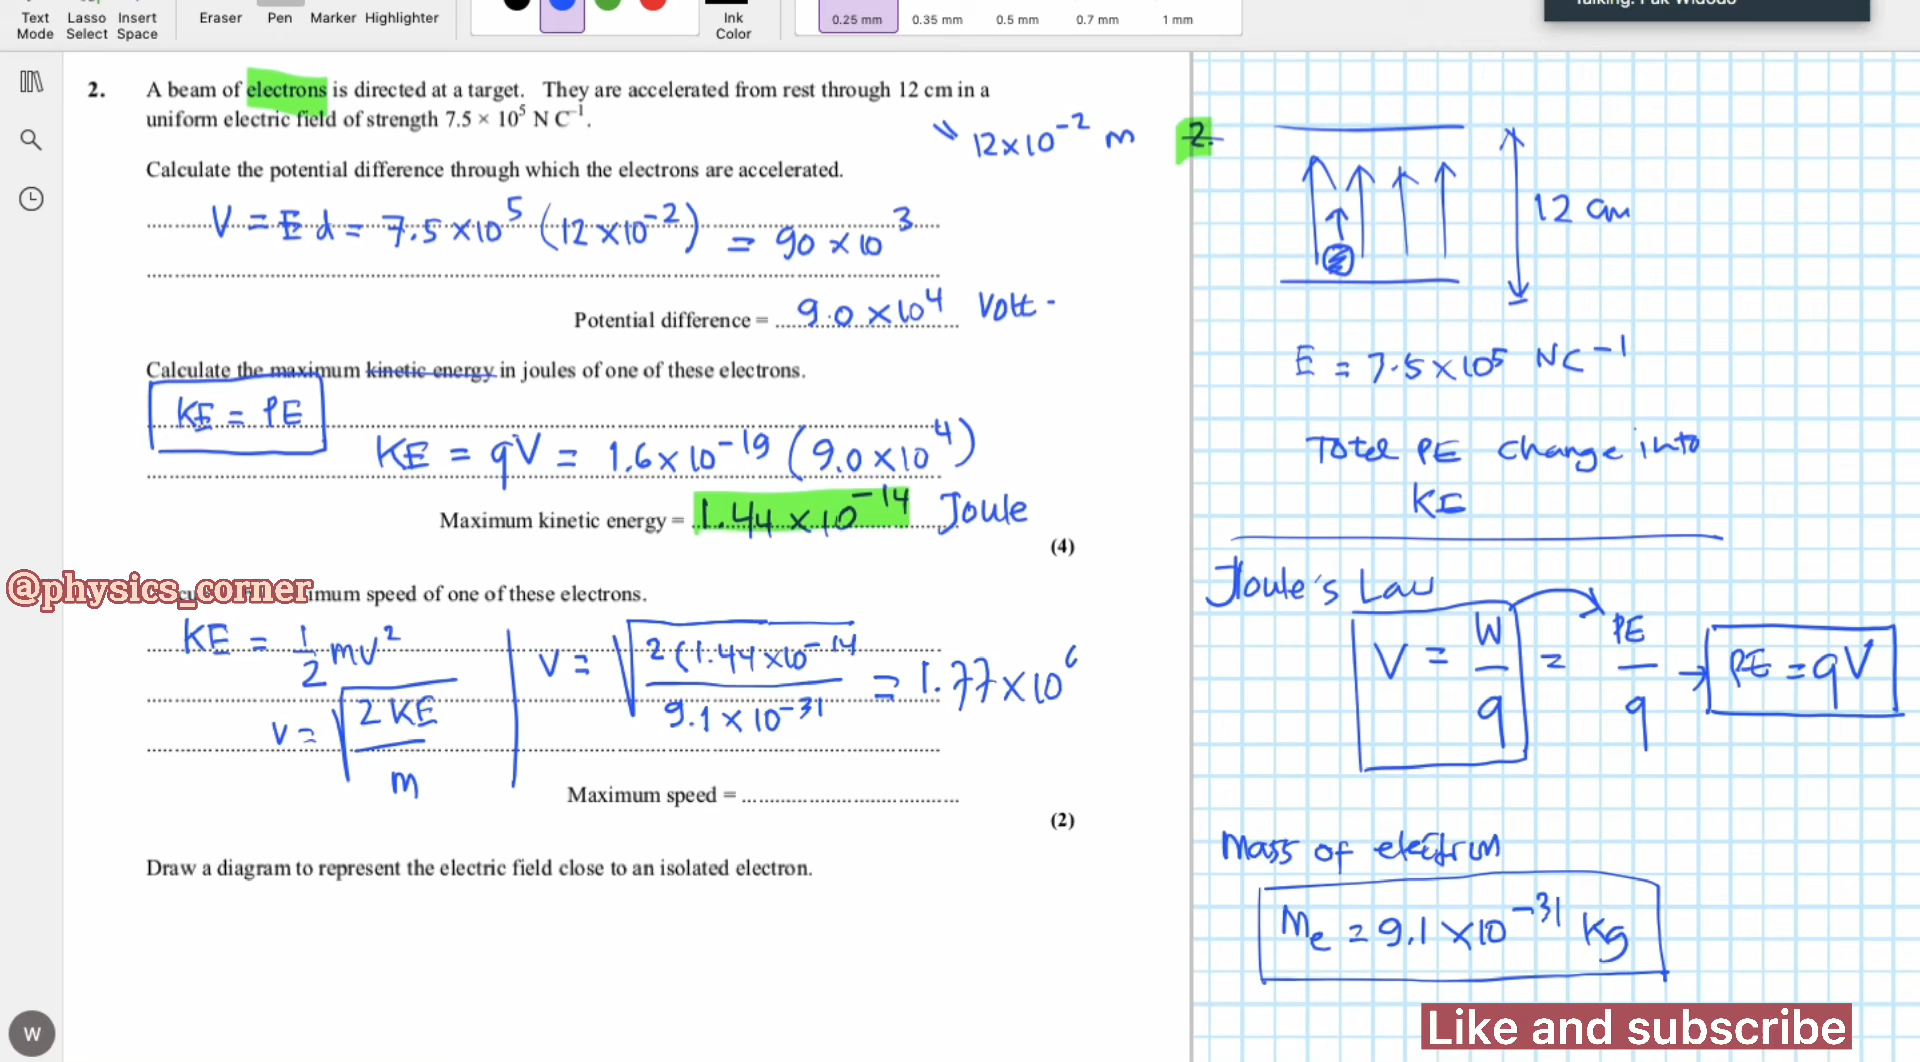 Text Mode
Lasso Select
Insert Space
Eraser
Pen
Marker
Highlighter
Ink Color
0.25 mm
0.35 mm
0.5 mm
0.7 mm
1 mm
2. A beam of electrons is directed at a target. They are accelerated from rest through 12 cm in a
uniform electric field of strength 7.5 × 10⁵ N C⁻¹.
12×10⁻² m
Calculate the potential difference through which the electrons are accelerated.
V = E d = 7.5 ×10⁵ (12 ×10⁻²) = 90 × 10³
Potential difference = 9.0 ×10⁴ Volt -
Calculate the maximum kinetic energy in joules of one of these electrons.
KE = PE
KE = qV = 1.6 × 10⁻¹⁹ (9.0 ×10⁴)
Maximum kinetic energy = 1.44 ×10⁻¹⁴ Joule
(4)
@physics_corner
imum speed of one of these electrons.
KE = 1/2 mv²
v = √(2 KE / m)
v = √(2 (1.44 ×10⁻¹⁴ / 9.1 × 10⁻³¹) = 1.77 ×10⁶
Maximum speed =
(2)
Draw a diagram to represent the electric field close to an isolated electron.
2.
12 cm
E = 7.5 ×10⁵ NC⁻¹
Total PE change into
KE
Joule's Law
V = W/q = PE/q → PE = qV
Mass of electron
Me = 9.1 ×10⁻³¹ Kg
W
Like and subscribe